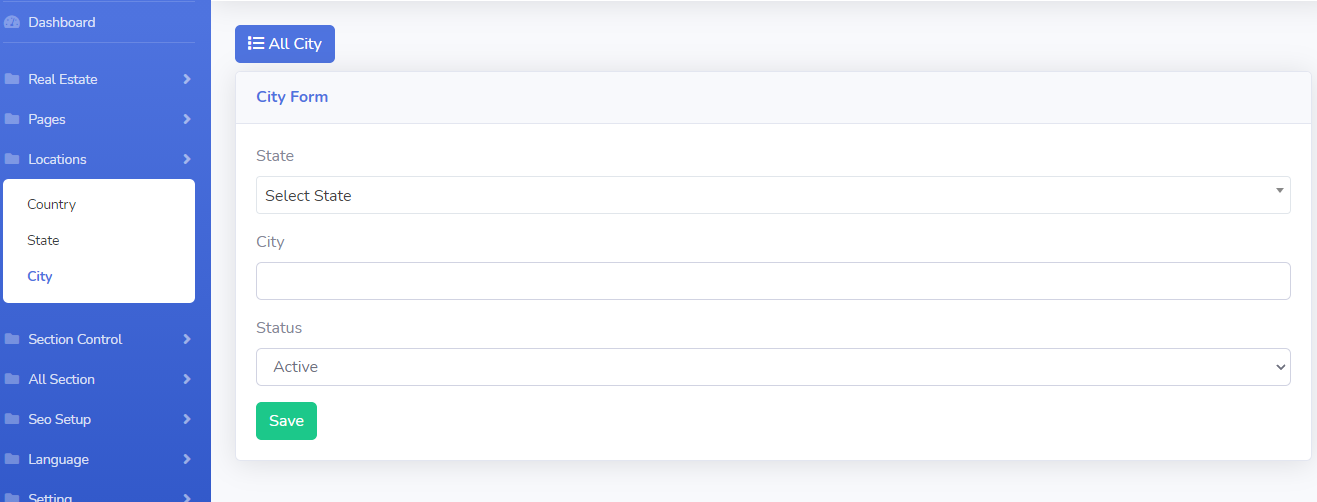 Dashboard
Real Estate
Pages
Locations
Country
State
City
Section Control
All Section
Seo Setup
Language
Setting
All City
City Form
State
Select State
City
Status
Active
Save